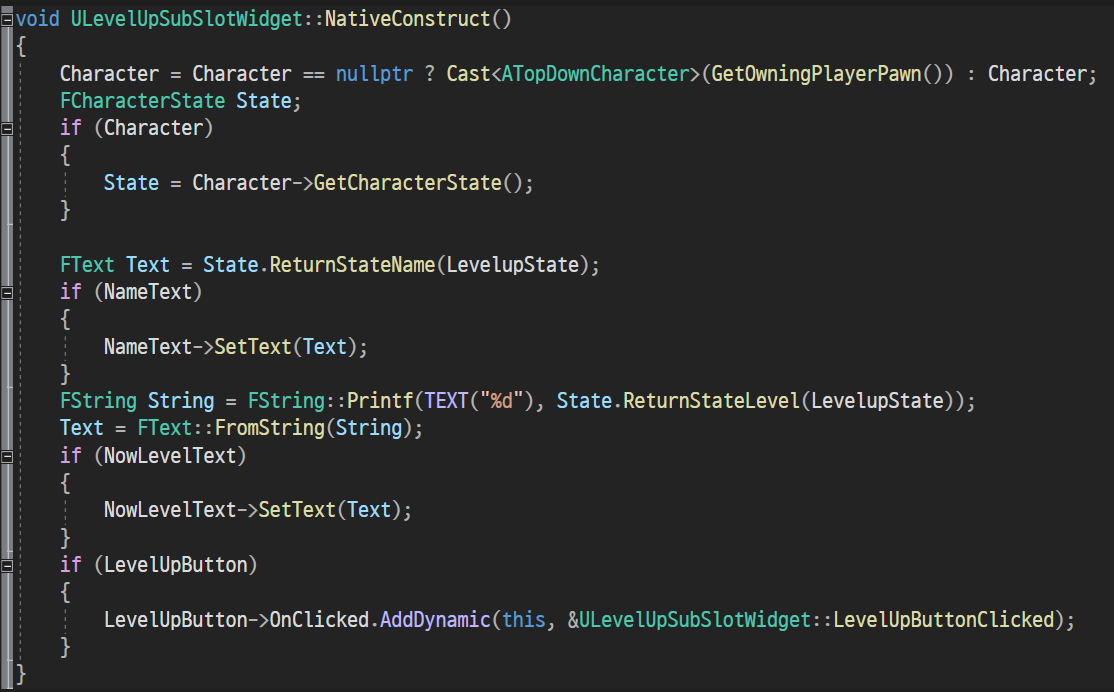 void ULevelUpSubSlotWidget::NativeConstruct()
{
    Character = Character == nullptr ? Cast<ATopDownCharacter>(GetOwningPlayerPawn()) : Character;
    FCharacterState State;
    if (Character)
    {
        State = Character->GetCharacterState();
    }

    FText Text = State.ReturnStateName(LevelupState);
    if (NameText)
    {
        NameText->SetText(Text);
    }
    FString String = FString::Printf(TEXT("%d"), State.ReturnStateLevel(LevelupState));
    Text = FText::FromString(String);
    if (NowLevelText)
    {
        NowLevelText->SetText(Text);
    }
    if (LevelUpButton)
    {
        LevelUpButton->OnClicked.AddDynamic(this, &ULevelUpSubSlotWidget::LevelUpButtonClicked);
    }
}